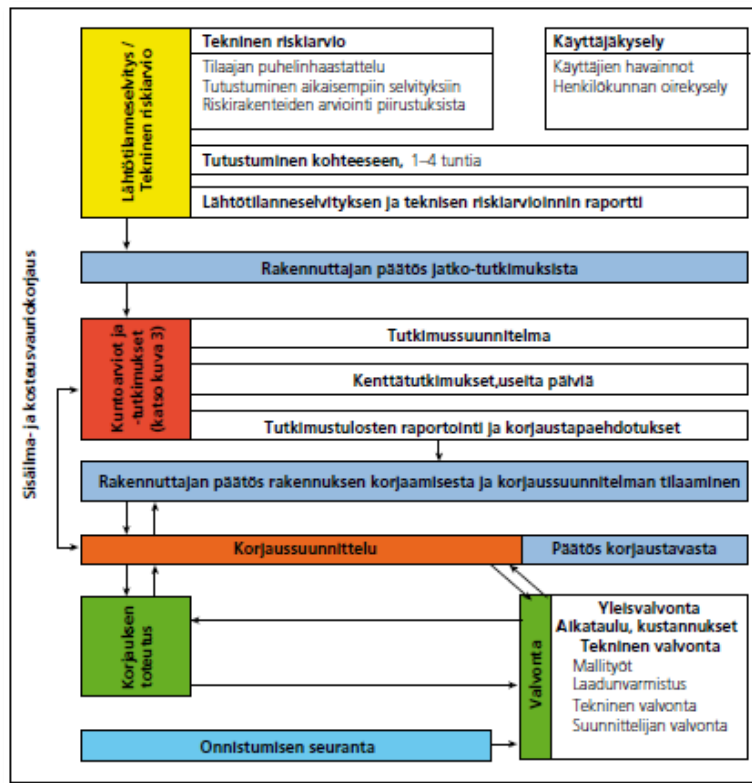 Sisäilma- ja kosteusvauriokorjaus
Lähtötilanneselvitys /
Tekninen riskiarvio
Tekninen riskiarvio
Tilaajan puhelinhaastattelu
Tutustuminen aikaisempiin selvityksiin
Riskirakenteiden arviointi piirustuksista
Käyttäjäkysely
Käyttäjien havainnot
Henkilökunnan oirekysely
Tutustuminen kohteeseen, 1–4 tuntia
Lähtötilanneselvityksen ja teknisen riskiarvioinnin raportti
Rakennuttajan päätös jatko-tutkimuksista
Kuntoarviot ja
-tutkimukset
(katso kuva 3)
Tutkimussuunnitelma
Kenttätutkimukset,useita päiviä
Tutkimustulosten raportointi ja korjaustapaehdotukset
Rakennuttajan päätös rakennuksen korjaamisesta ja korjaussuunnitelman tilaaminen
Korjaussuunnittelu
Päätös korjaustavasta
Korjauksen
toteutus
Valvonta
Yleisvalvonta
Aikataulu, kustannukset
Tekninen valvonta
Mallityöt
Laadunvarmistus
Tekninen valvonta
Suunnittelijan valvonta
Onnistumisen seuranta